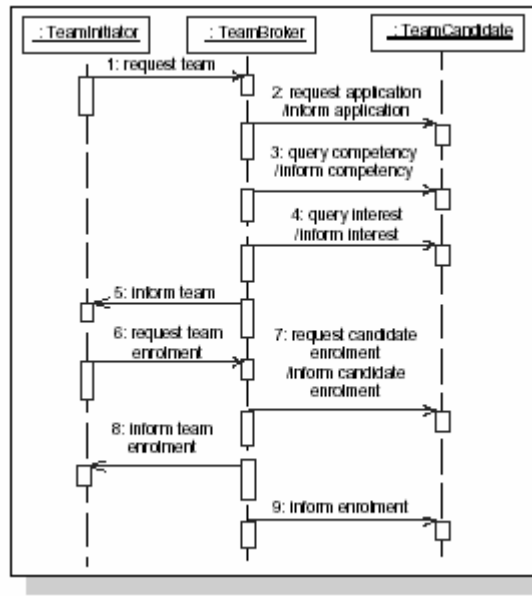 : TeamInitiator
: TeamBroker
: TeamCandidate
1: request team
2: request application
/inform application
3: query competency
/inform competency
4: query interest
/inform interest
5: inform team
6: request team
enrolment
7: request candidate
enrolment
/inform candidate
enrolment
8: inform team
enrolment
9: inform enrolment